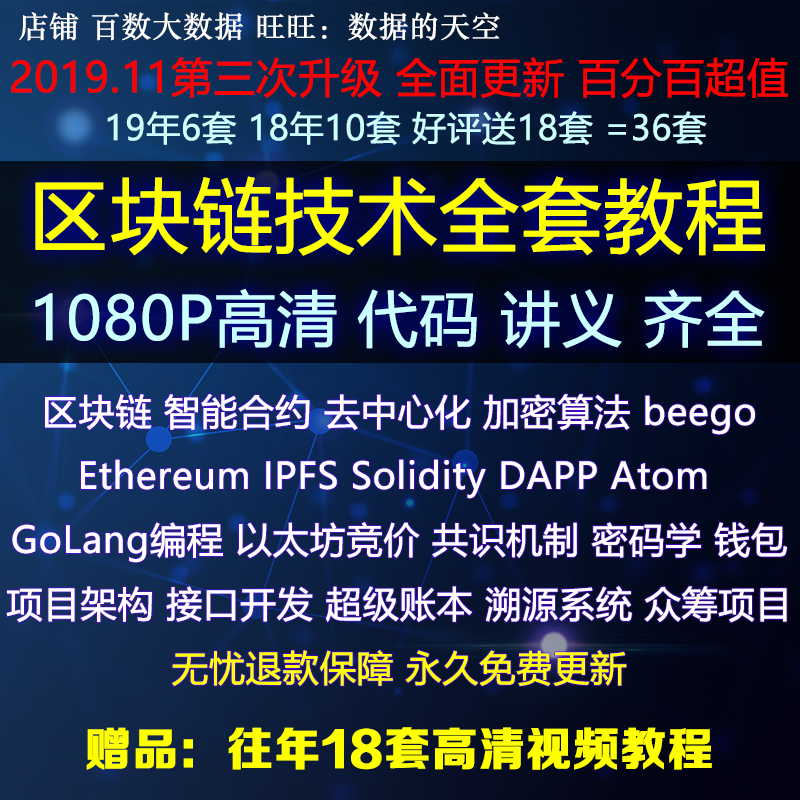 店铺 百数大数据 旺旺：数据的天空
2019.11第三次升级 全面更新 百分百超值
19年6套 18年10套 好评送18套 =36套
区块链技术全套教程
1080P高清 代码 讲义 齐全
区块链 智能合约 去中心化 加密算法 beego
Ethereum IPFS Solidity DAPP Atom
GoLang编程 以太坊竞价 共识机制 密码学 钱包
项目架构 接口开发 超级账本 溯源系统 众筹项目
无忧退款保障 永久免费更新
赠品：往年18套高清视频教程